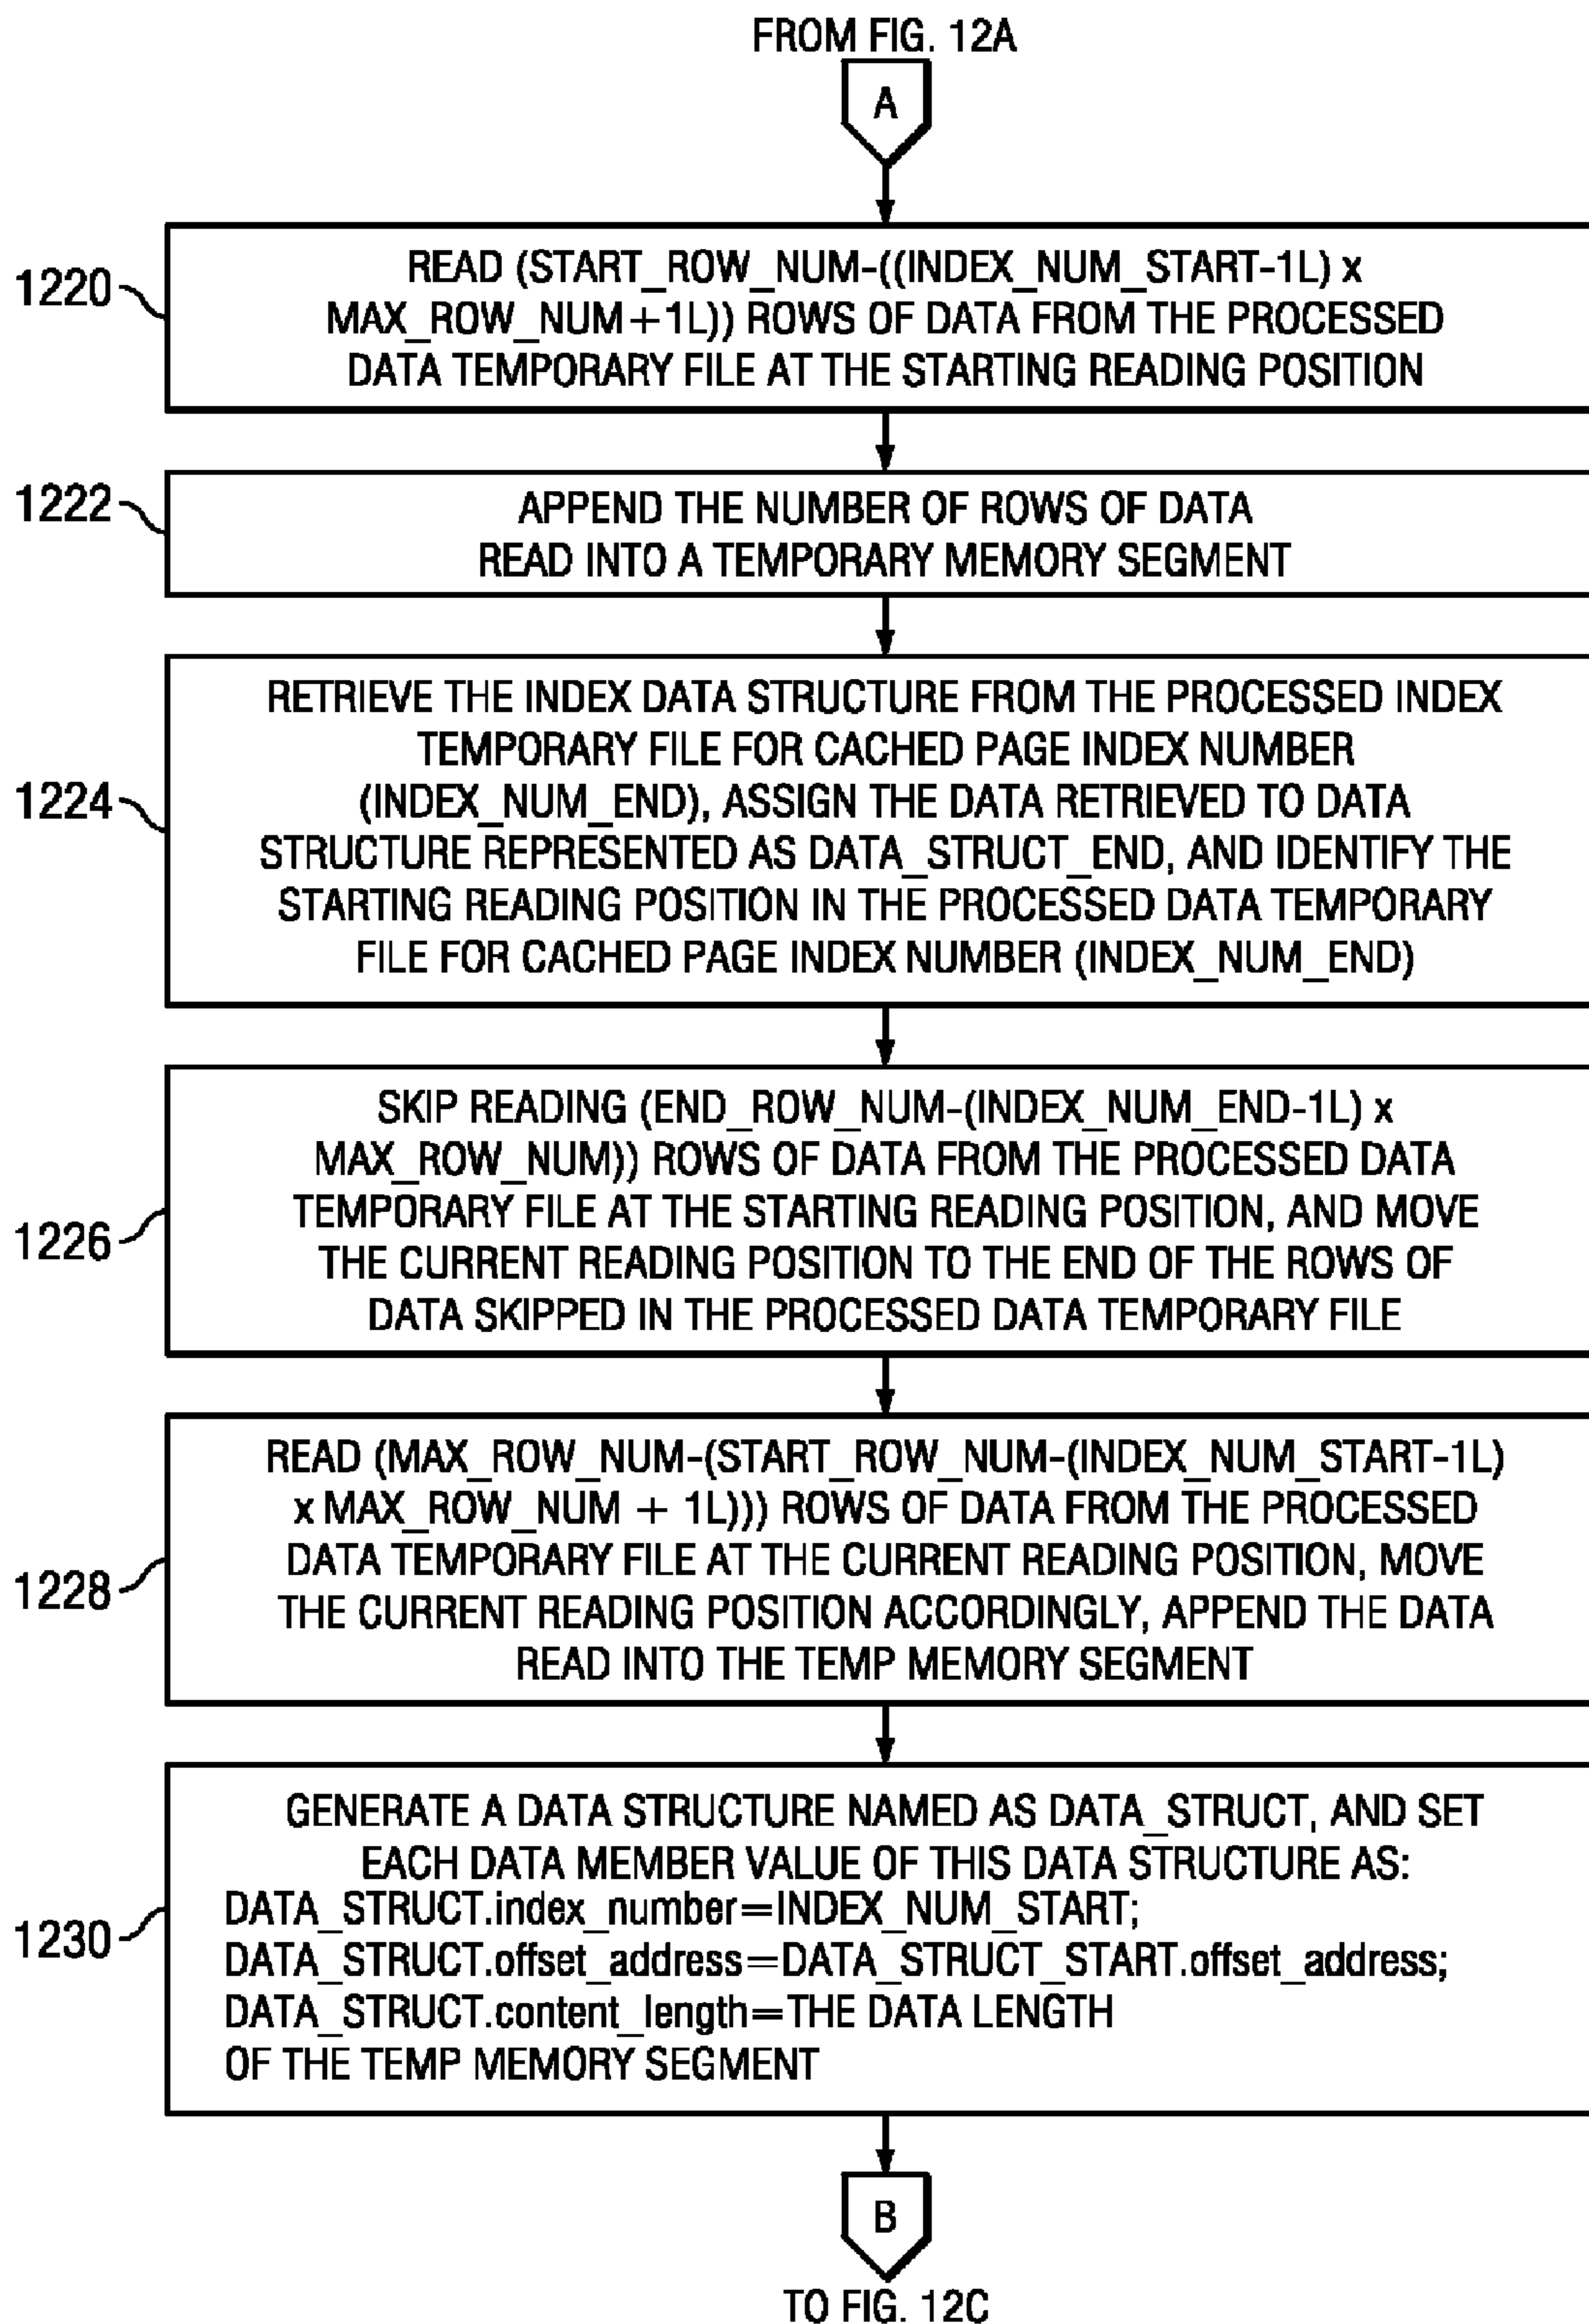 FROM FIG. 12A
A
1220
READ (START_ROW_NUM-((INDEX_NUM_START-1L) x
MAX_ROW_NUM+1L)) ROWS OF DATA FROM THE PROCESSED
DATA TEMPORARY FILE AT THE STARTING READING POSITION
1222
APPEND THE NUMBER OF ROWS OF DATA
READ INTO A TEMPORARY MEMORY SEGMENT
1224
RETRIEVE THE INDEX DATA STRUCTURE FROM THE PROCESSED INDEX
TEMPORARY FILE FOR CACHED PAGE INDEX NUMBER
(INDEX_NUM_END), ASSIGN THE DATA RETRIEVED TO DATA
STRUCTURE REPRESENTED AS DATA_STRUCT_END, AND IDENTIFY THE
STARTING READING POSITION IN THE PROCESSED DATA TEMPORARY
FILE FOR CACHED PAGE INDEX NUMBER (INDEX_NUM_END)
1226
SKIP READING (END_ROW_NUM-(INDEX_NUM_END-1L) x
MAX_ROW_NUM)) ROWS OF DATA FROM THE PROCESSED DATA
TEMPORARY FILE AT THE STARTING READING POSITION, AND MOVE
THE CURRENT READING POSITION TO THE END OF THE ROWS OF
DATA SKIPPED IN THE PROCESSED DATA TEMPORARY FILE
1228
READ (MAX_ROW_NUM-(START_ROW_NUM-(INDEX_NUM_START-1L)
x MAX_ROW_NUM + 1L))) ROWS OF DATA FROM THE PROCESSED
DATA TEMPORARY FILE AT THE CURRENT READING POSITION, MOVE
THE CURRENT READING POSITION ACCORDINGLY, APPEND THE DATA
READ INTO THE TEMP MEMORY SEGMENT
1230
GENERATE A DATA STRUCTURE NAMED AS DATA_STRUCT, AND SET
EACH DATA MEMBER VALUE OF THIS DATA STRUCTURE AS:
DATA_STRUCT.index_number=INDEX_NUM_START;
DATA_STRUCT.offset_address=DATA_STRUCT_START.offset_address;
DATA_STRUCT.content_length=THE DATA LENGTH
OF THE TEMP MEMORY SEGMENT
B
TO FIG. 12C